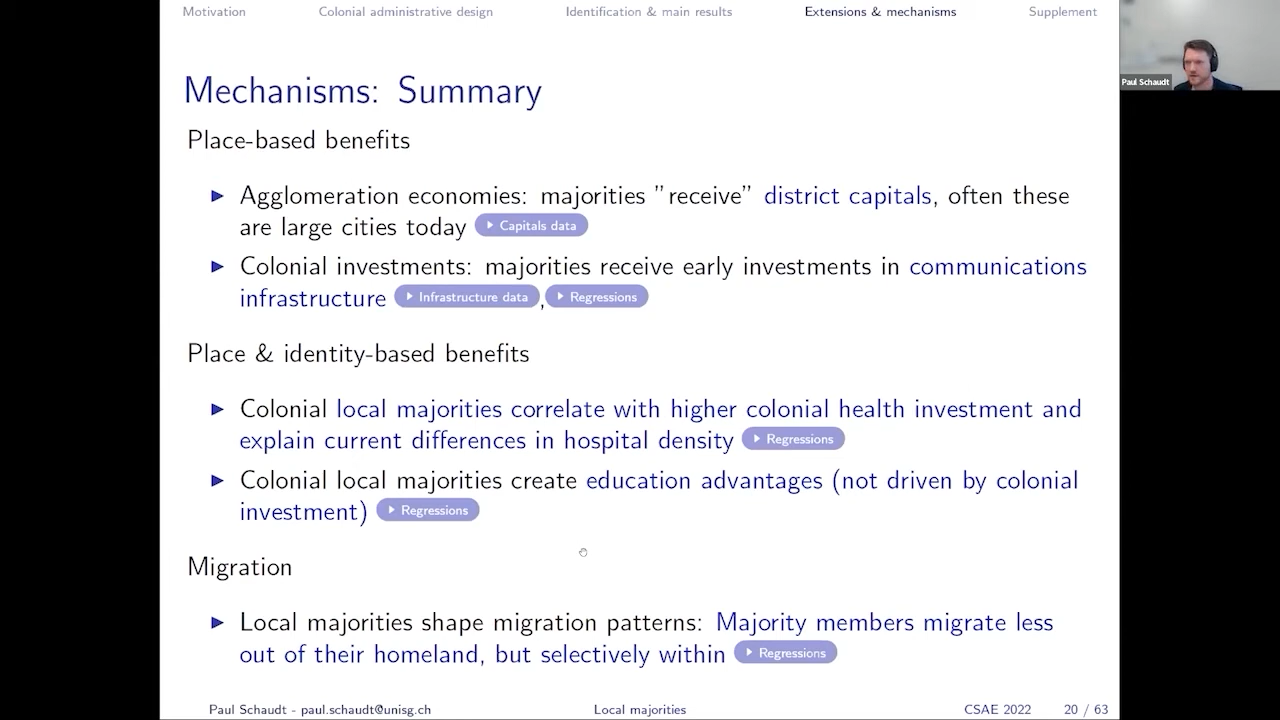 Motivation Colonial administrative design Identification & main results Extensions & mechanisms Supplement
Paul Schaudt
Mechanisms: Summary
Place-based benefits
▶ Agglomeration economies: majorities "receive" district capitals, often these
are large cities today ▶ Capitals data
▶ Colonial investments: majorities receive early investments in communications
infrastructure ▶ Infrastructure data , ▶ Regressions
Place & identity-based benefits
▶ Colonial local majorities correlate with higher colonial health investment and
explain current differences in hospital density ▶ Regressions
▶ Colonial local majorities create education advantages (not driven by colonial
investment) ▶ Regressions
Migration
▶ Local majorities shape migration patterns: Majority members migrate less
out of their homeland, but selectively within ▶ Regressions
Paul Schaudt - paul.schaudt@unisg.ch Local majorities CSAE 2022 20 / 63